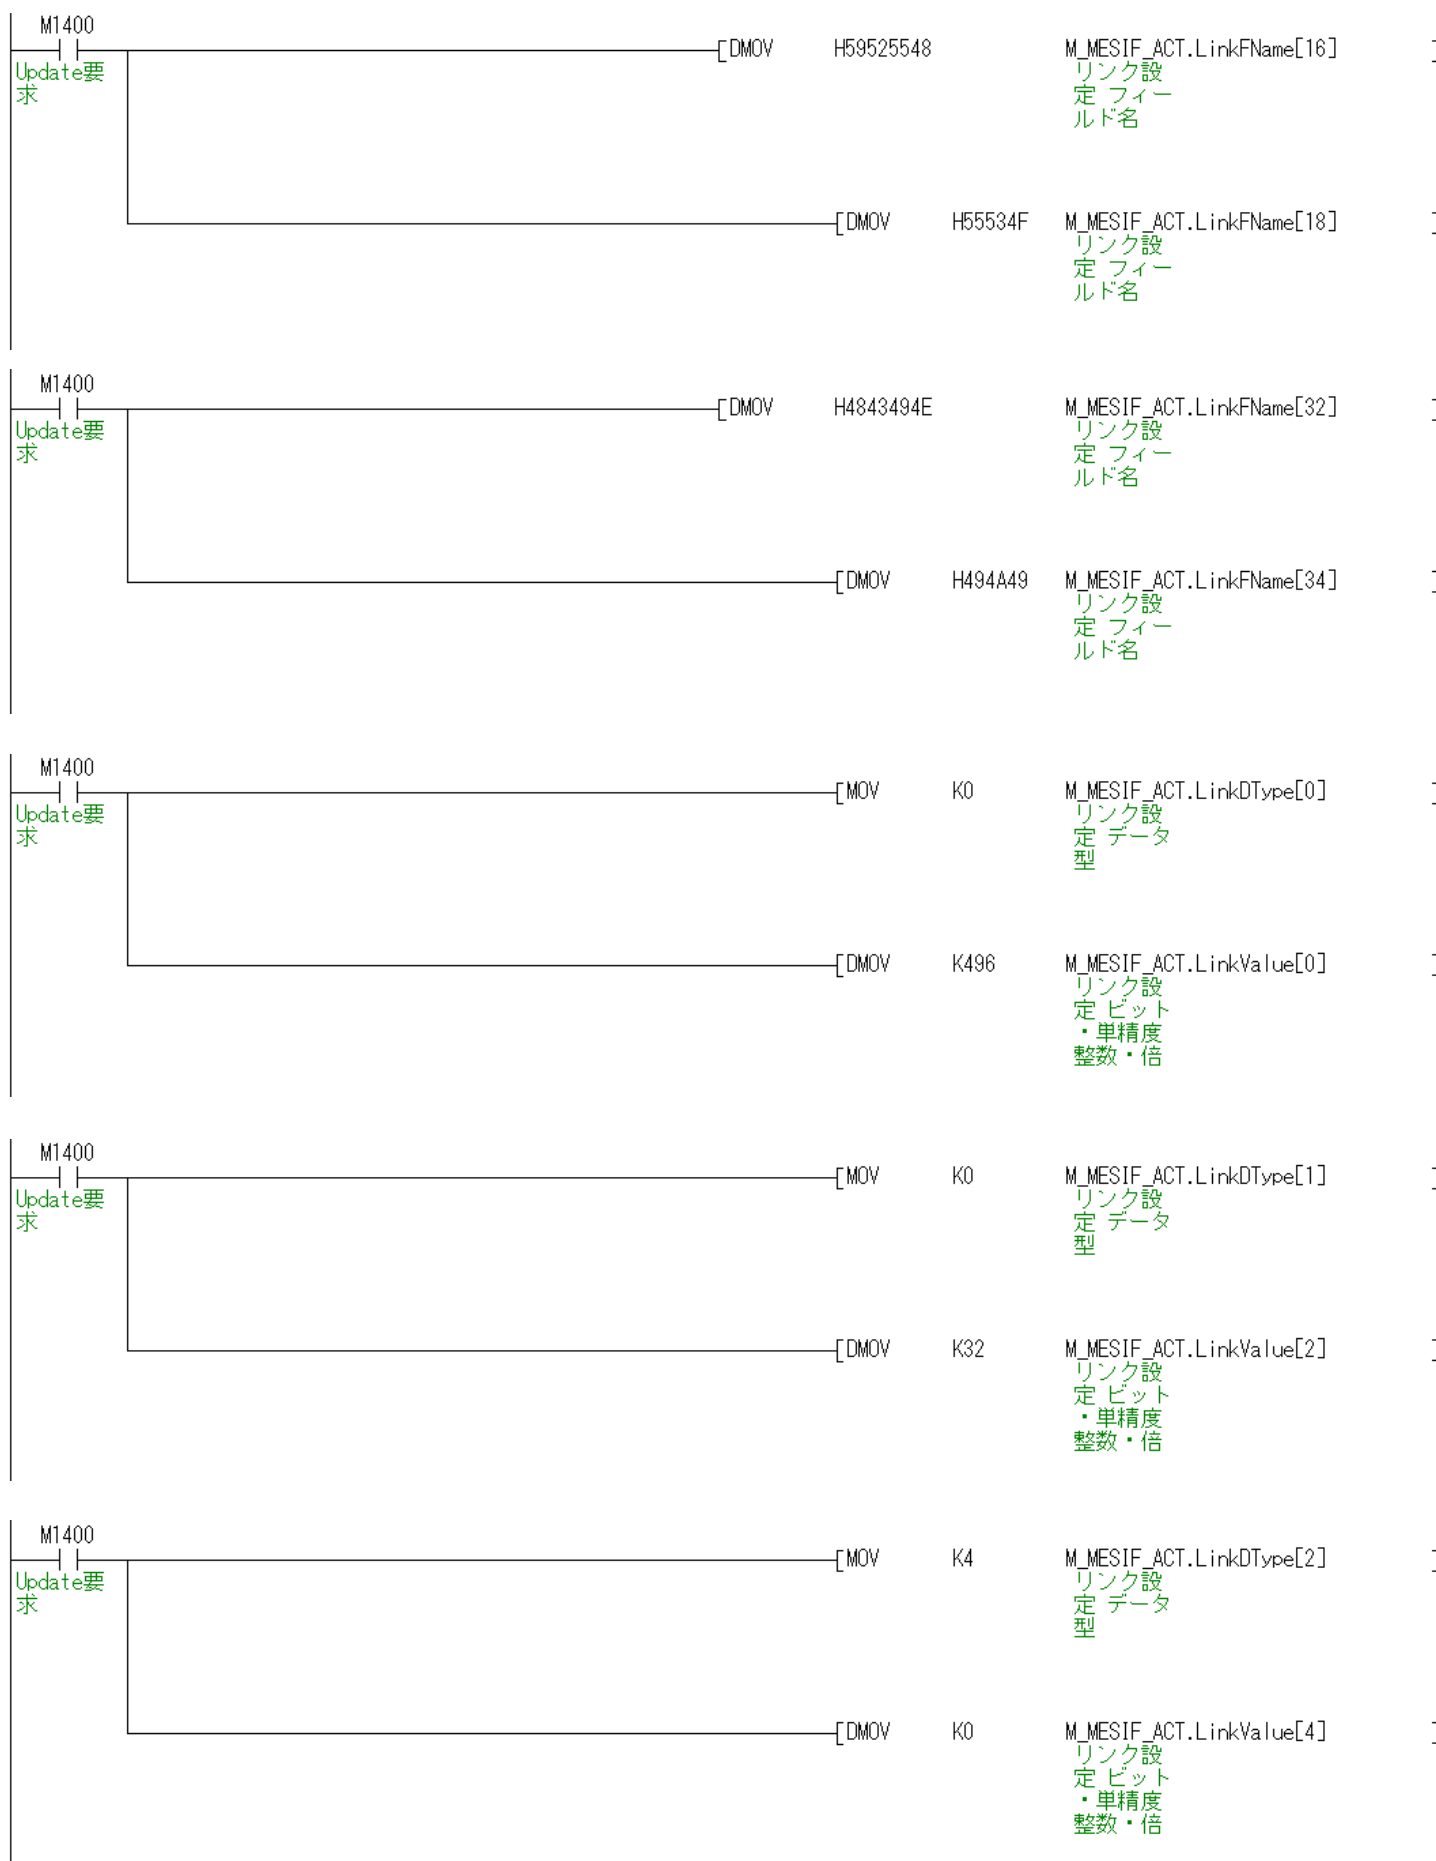 M1400
DMOV H59525548 M_MESIF_ACT.LinkFName[16]
Update要
求
リンク設
定 フィー
ルド名
DMOV H55534F M_MESIF_ACT.LinkFName[18]
リンク設
定 フィー
ルド名
M1400
DMOV H4843494E M_MESIF_ACT.LinkFName[32]
Update要
求
リンク設
定 フィー
ルド名
DMOV H494A49 M_MESIF_ACT.LinkFName[34]
リンク設
定 フィー
ルド名
M1400
MOV K0 M_MESIF_ACT.LinkDType[0]
Update要
求
リンク設
定 データ
型
DMOV K496 M_MESIF_ACT.LinkValue[0]
リンク設
定 ビット
・単精度
整数・倍
M1400
MOV K0 M_MESIF_ACT.LinkDType[1]
Update要
求
リンク設
定 データ
型
DMOV K32 M_MESIF_ACT.LinkValue[2]
リンク設
定 ビット
・単精度
整数・倍
M1400
MOV K4 M_MESIF_ACT.LinkDType[2]
Update要
求
リンク設
定 データ
型
DMOV K0 M_MESIF_ACT.LinkValue[4]
リンク設
定 ビット
・単精度
整数・倍